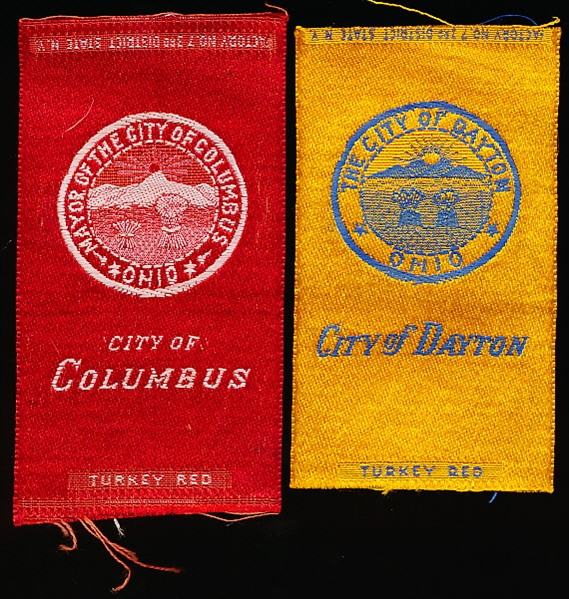 FACTORY NO. 7 3RD DISTRICT STATE N.Y.
MAYOR OF THE CITY OF COLUMBUS
OHIO
CITY OF
COLUMBUS
TURKEY RED
FACTORY NO. 7 3RD DISTRICT STATE N.Y.
THE CITY OF DAYTON
OHIO
CITY of DAYTON
TURKEY RED